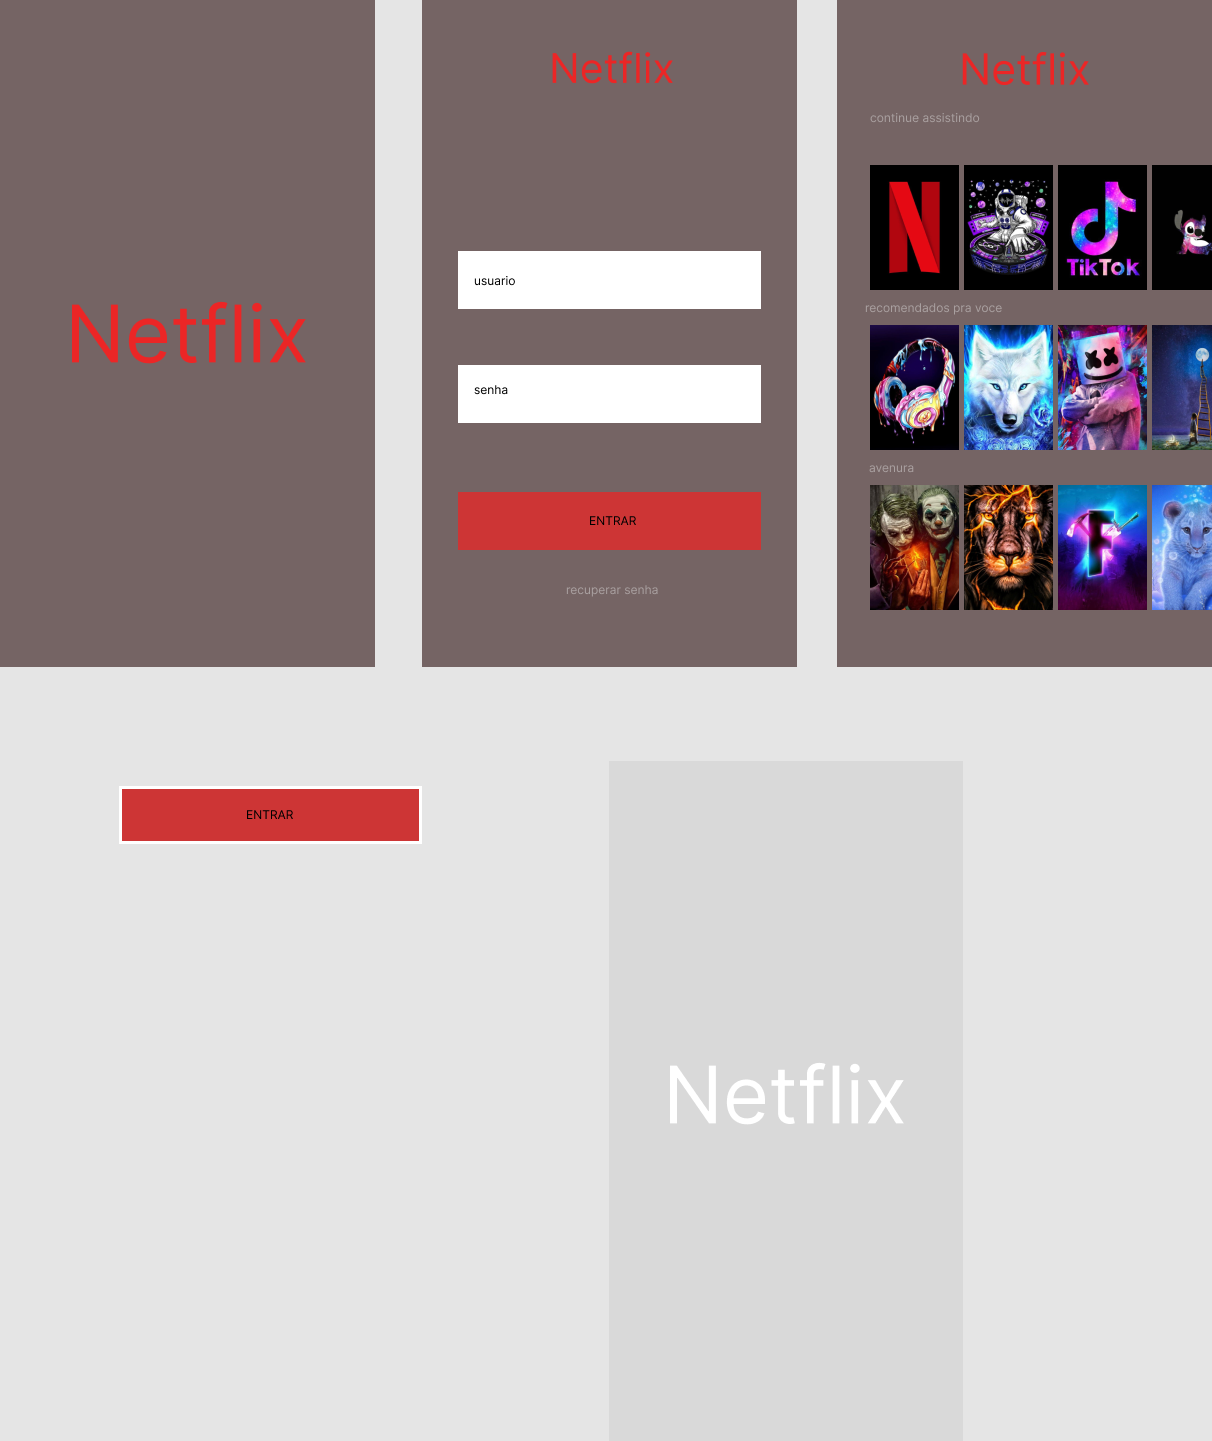 Netflix
Netflix
usuario
senha
ENTRAR
recuperar senha
Netflix
continue assistindo
N
TikTok
recomendados pra voce
avenura
F
ENTRAR
Netflix